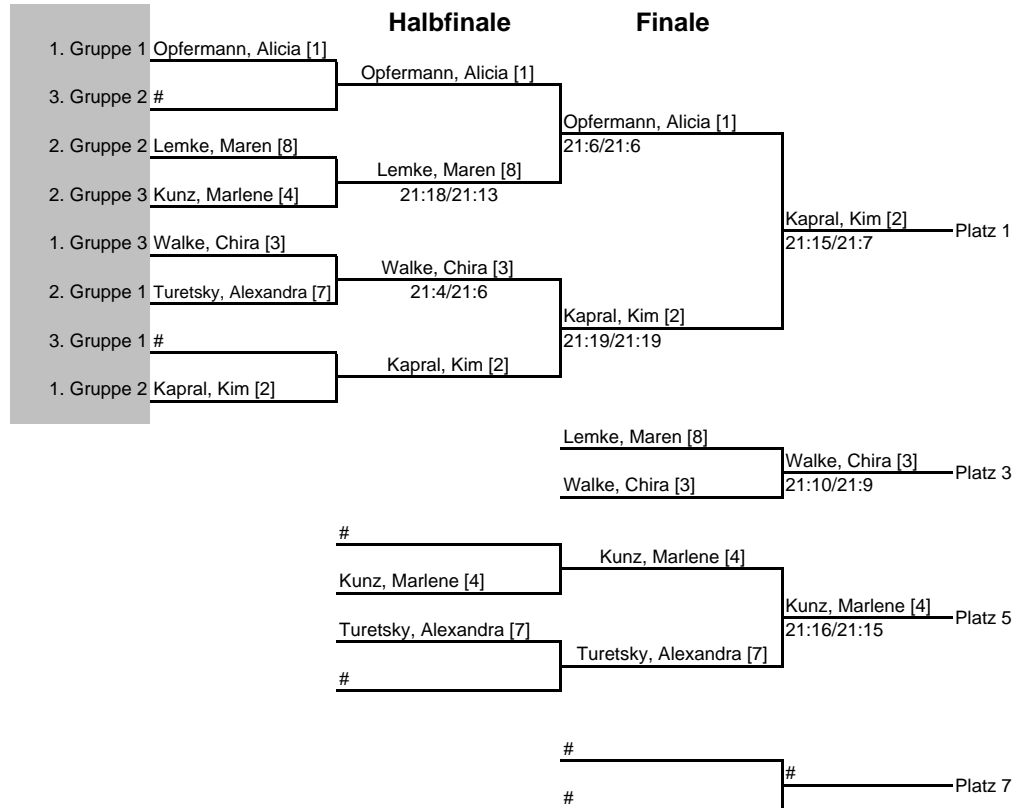 Halbfinale Finale
1. Gruppe 1 Opfermann, Alicia [1]
Opfermann, Alicia [1]
3. Gruppe 2 #
Opfermann, Alicia [1]
21:6/21:6
2. Gruppe 2 Lemke, Maren [8]
Lemke, Maren [8]
21:18/21:13
2. Gruppe 3 Kunz, Marlene [4]
Kapral, Kim [2] Platz 1
21:15/21:7
1. Gruppe 3 Walke, Chira [3]
Walke, Chira [3]
21:4/21:6
2. Gruppe 1 Turetsky, Alexandra [7]
Kapral, Kim [2]
21:19/21:19
3. Gruppe 1 #
Kapral, Kim [2]
1. Gruppe 2 Kapral, Kim [2]
Lemke, Maren [8]
Walke, Chira [3] Platz 3
21:10/21:9
Walke, Chira [3]
#
Kunz, Marlene [4]
Kunz, Marlene [4]
Kunz, Marlene [4] Platz 5
21:16/21:15
Turetsky, Alexandra [7]
Turetsky, Alexandra [7]
#
#
# Platz 7
#